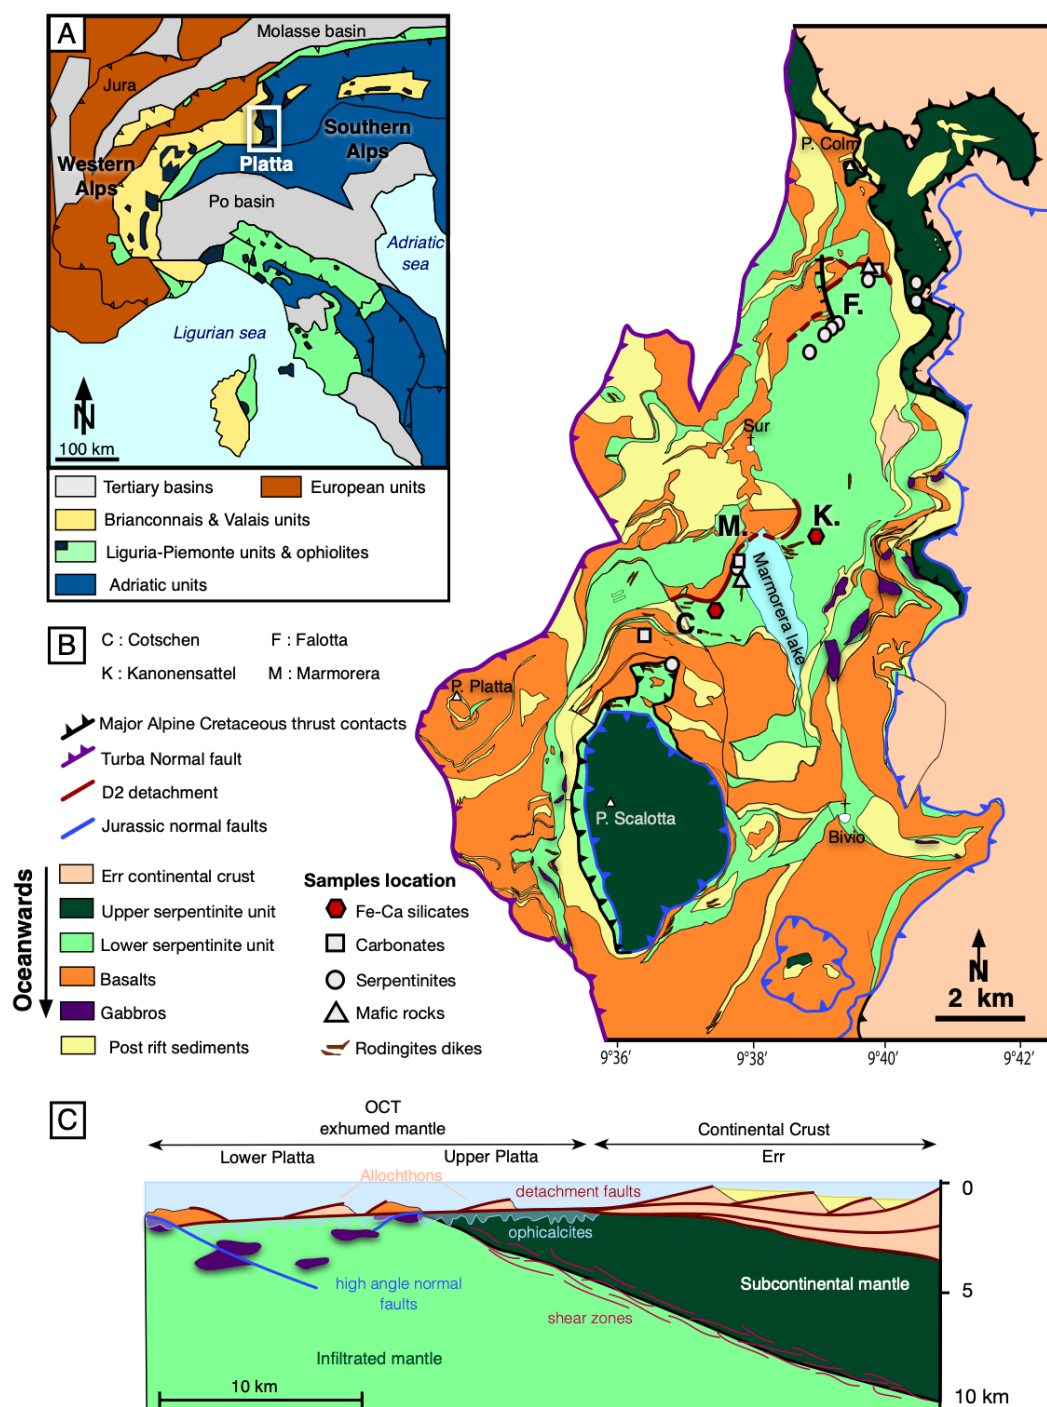 A
Molasse basin
Jura
Western
Alps
Southern
Alps
Platta
Po basin
Adriatic
sea
Ligurian sea
N
100 km
Tertiary basins
European units
Brianconnais & Valais units
Liguria-Piemonte units & ophiolites
Adriatic units
B
C : Cotschen
F : Falotta
K : Kanonensattel
M : Marmorera
Major Alpine Cretaceous thrust contacts
Turba Normal fault
D2 detachment
Jurassic normal faults
Oceanwards
Err continental crust
Upper serpentinite unit
Lower serpentinite unit
Basalts
Gabbros
Post rift sediments
Samples location
Fe-Ca silicates
Carbonates
Serpentinites
Mafic rocks
Rodingites dikes
P. Colm
F.
Sur
M.
K.
Marmorera lake
C.
P. Platta
P. Scalotta
Bivio
N
2 km
9°36'
9°38'
9°40'
9°42'
C
OCT
exhumed mantle
Continental Crust
Lower Platta
Upper Platta
Err
Allochthons
detachment faults
0
ophicalcites
high angle normal
faults
shear zones
Subcontinental mantle
5
Infiltrated mantle
10 km
10 km